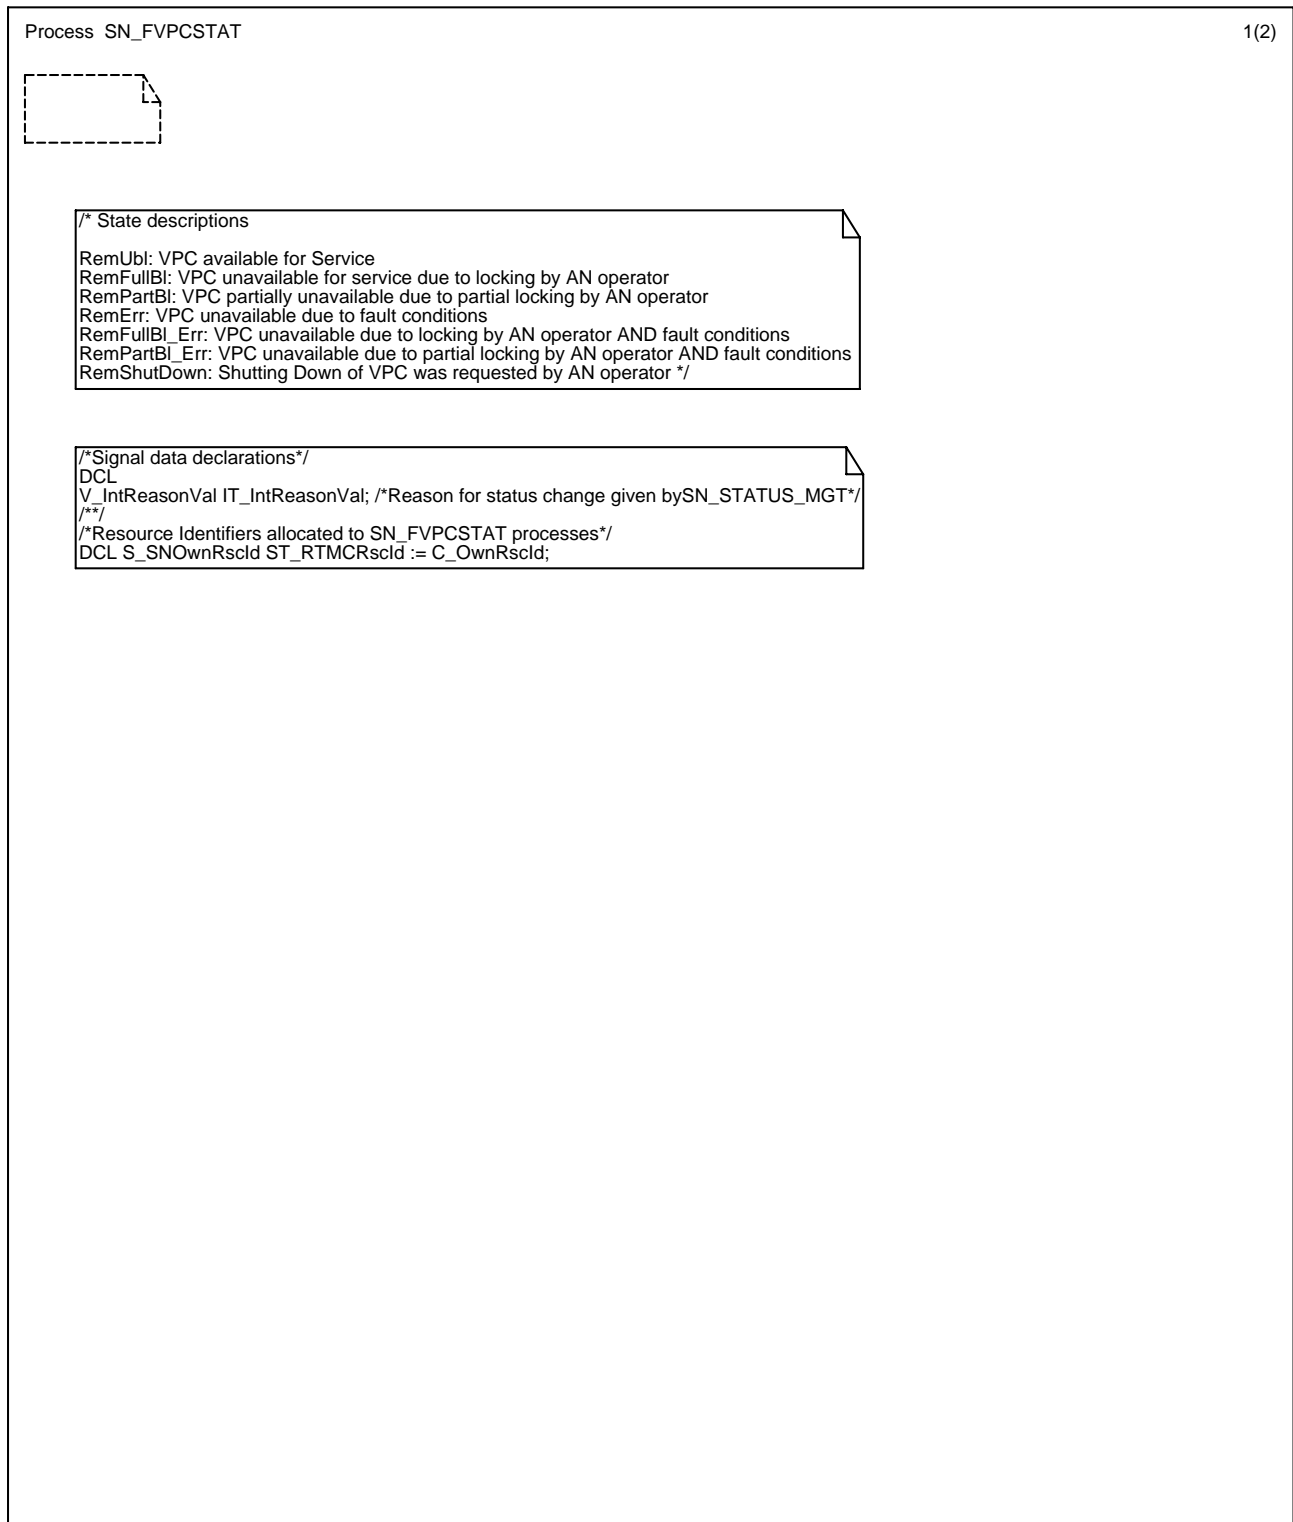 Process SN_FVPCSTAT
1(2)
/* State descriptions
RemUbl: VPC available for Service
RemFullBl: VPC unavailable for service due to locking by AN operator
RemPartBl: VPC partially unavailable due to partial locking by AN operator
RemErr: VPC unavailable due to fault conditions
RemFullBl_Err: VPC unavailable due to locking by AN operator AND fault conditions
RemPartBl_Err: VPC unavailable due to partial locking by AN operator AND fault conditions
RemShutDown: Shutting Down of VPC was requested by AN operator */
/*Signal data declarations*/
DCL
V_IntReasonVal IT_IntReasonVal; /*Reason for status change given bySN_STATUS_MGT*/
/**/
/*Resource Identifiers allocated to SN_FVPCSTAT processes*/
DCL S_SNOwnRscId ST_RTMCRscId := C_OwnRscId;